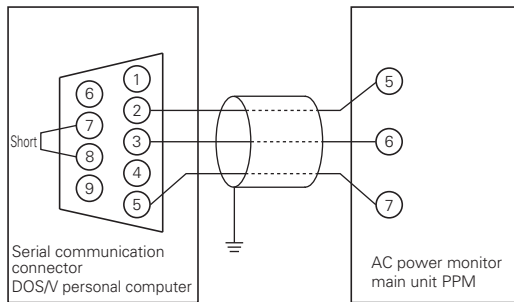 1
6
2
5
7
Short
3
6
8
4
9
5
7
Serial communication
connector
DOS/V personal computer
AC power monitor
main unit PPM